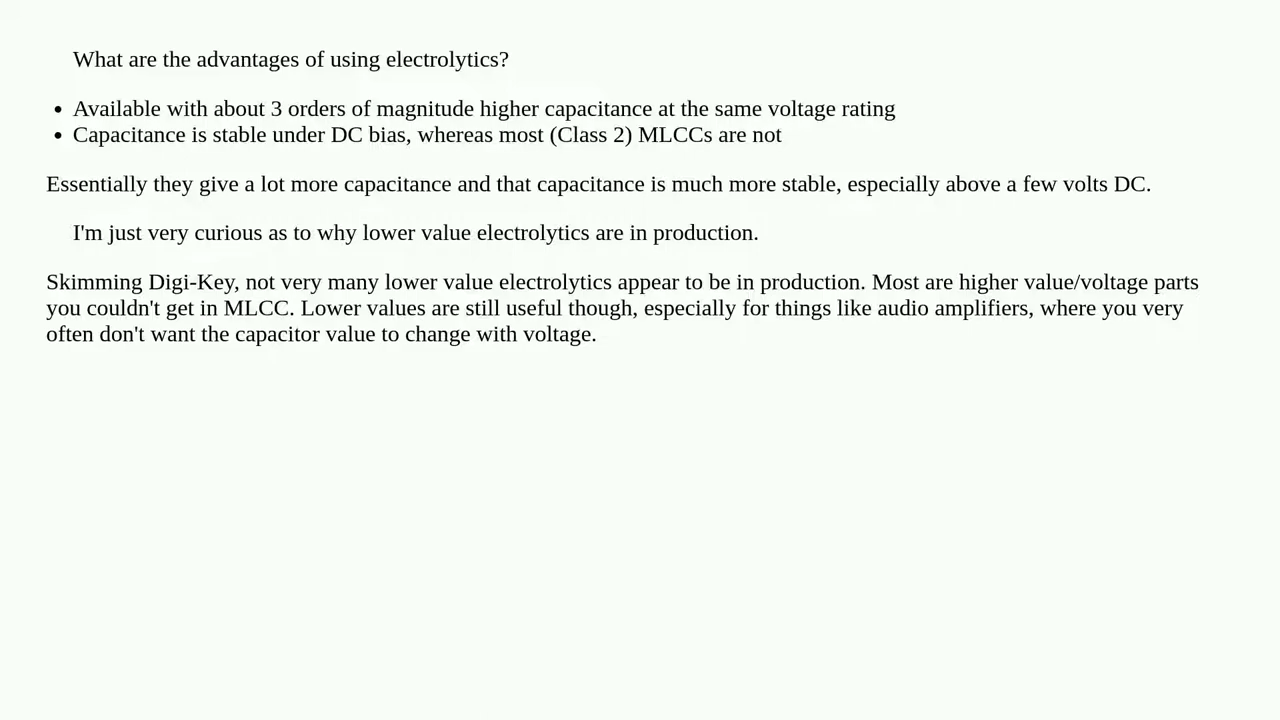 What are the advantages of using electrolytics?
• Available with about 3 orders of magnitude higher capacitance at the same voltage rating
• Capacitance is stable under DC bias, whereas most (Class 2) MLCCs are not
Essentially they give a lot more capacitance and that capacitance is much more stable, especially above a few volts DC.
I'm just very curious as to why lower value electrolytics are in production.
Skimming Digi-Key, not very many lower value electrolytics appear to be in production. Most are higher value/voltage parts
you couldn't get in MLCC. Lower values are still useful though, especially for things like audio amplifiers, where you very
often don't want the capacitor value to change with voltage.